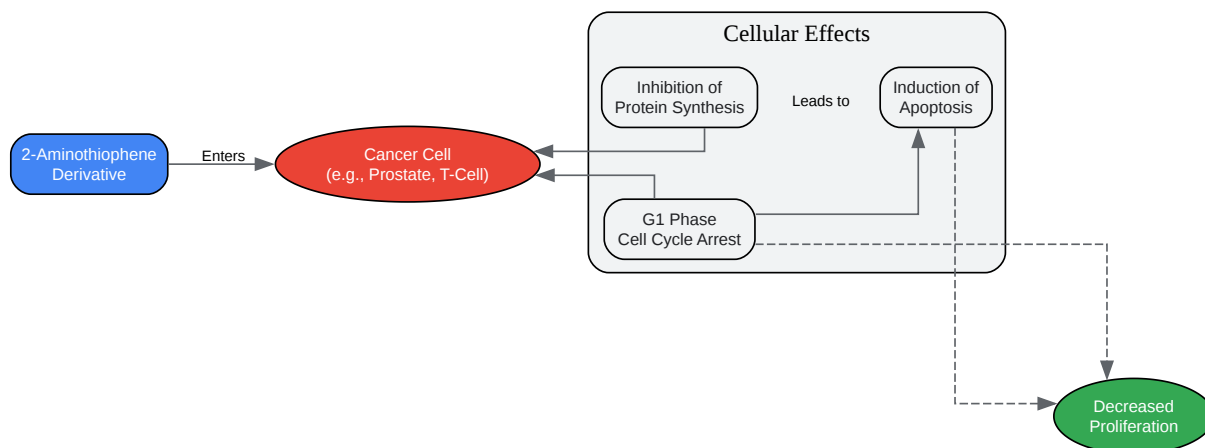 Cellular Effects
Inhibition of
Protein Synthesis
Leads to
Induction of
Apoptosis
2-Aminothiophene
Derivative
Enters
Cancer Cell
(e.g., Prostate, T-Cell)
G1 Phase
Cell Cycle Arrest
Decreased
Proliferation